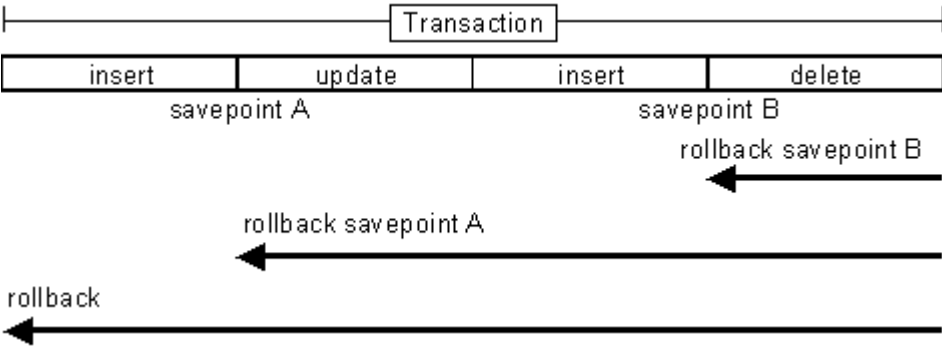 Transaction
insert update insert delete
savepoint A savepoint B
rollback savepoint B
rollback savepoint A
rollback